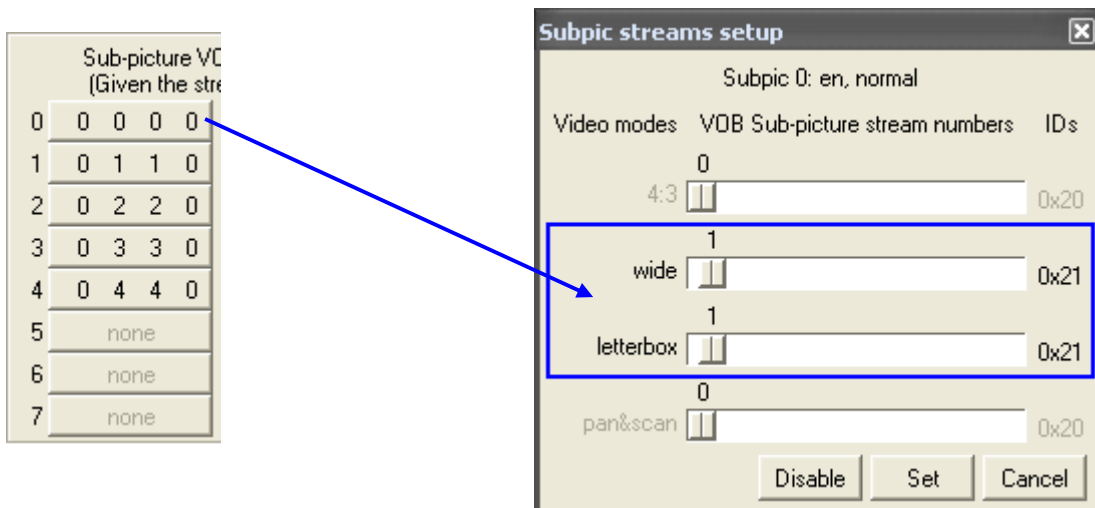 Sub-picture
(Given the
0 0 0 0 0
1 0 1 1 0
2 0 2 2 0
3 0 3 3 0
4 0 4 4 0
5 none
6 none
7 none
Subpic streams setup
Subpic 0: en, normal
Video modes VOB Sub-picture stream numbers IDs
0
4:3 0x20
1
wide 0x21
1
letterbox 0x21
0
pan&scan 0x20
Disable Set Cancel